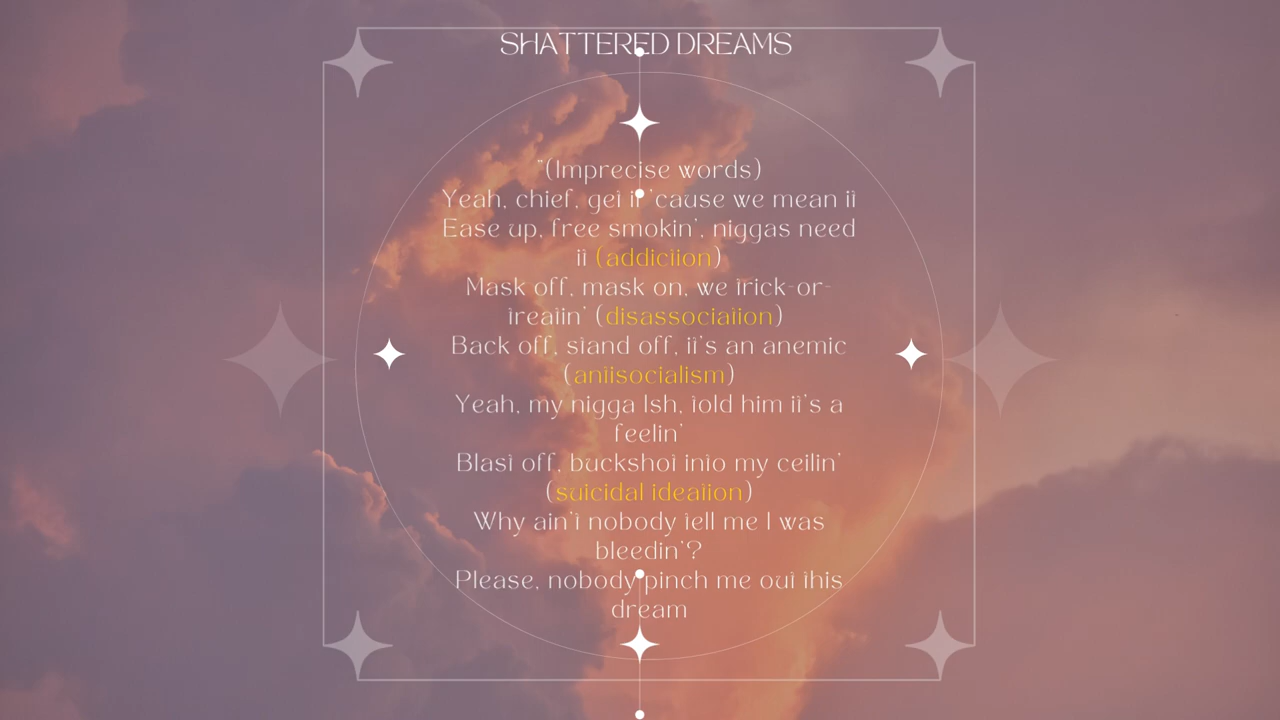 SHATTERED DREAMS
"(Imprecise words)
Yeah, chief, get it 'cause we mean it
Ease up, free smokin', niggas need
it (addiction)
Mask off, mask on, we trick-or-
treatin' (disassociation)
Back off, stand off, it's an anemic
(antisocialism)
Yeah, my nigga Ish, told him it's a
feelin'
Blast off, buckshot into my ceilin'
(suicidal ideation)
Why ain't nobody tell me I was
bleedin'?
Please, nobody pinch me out this
dream